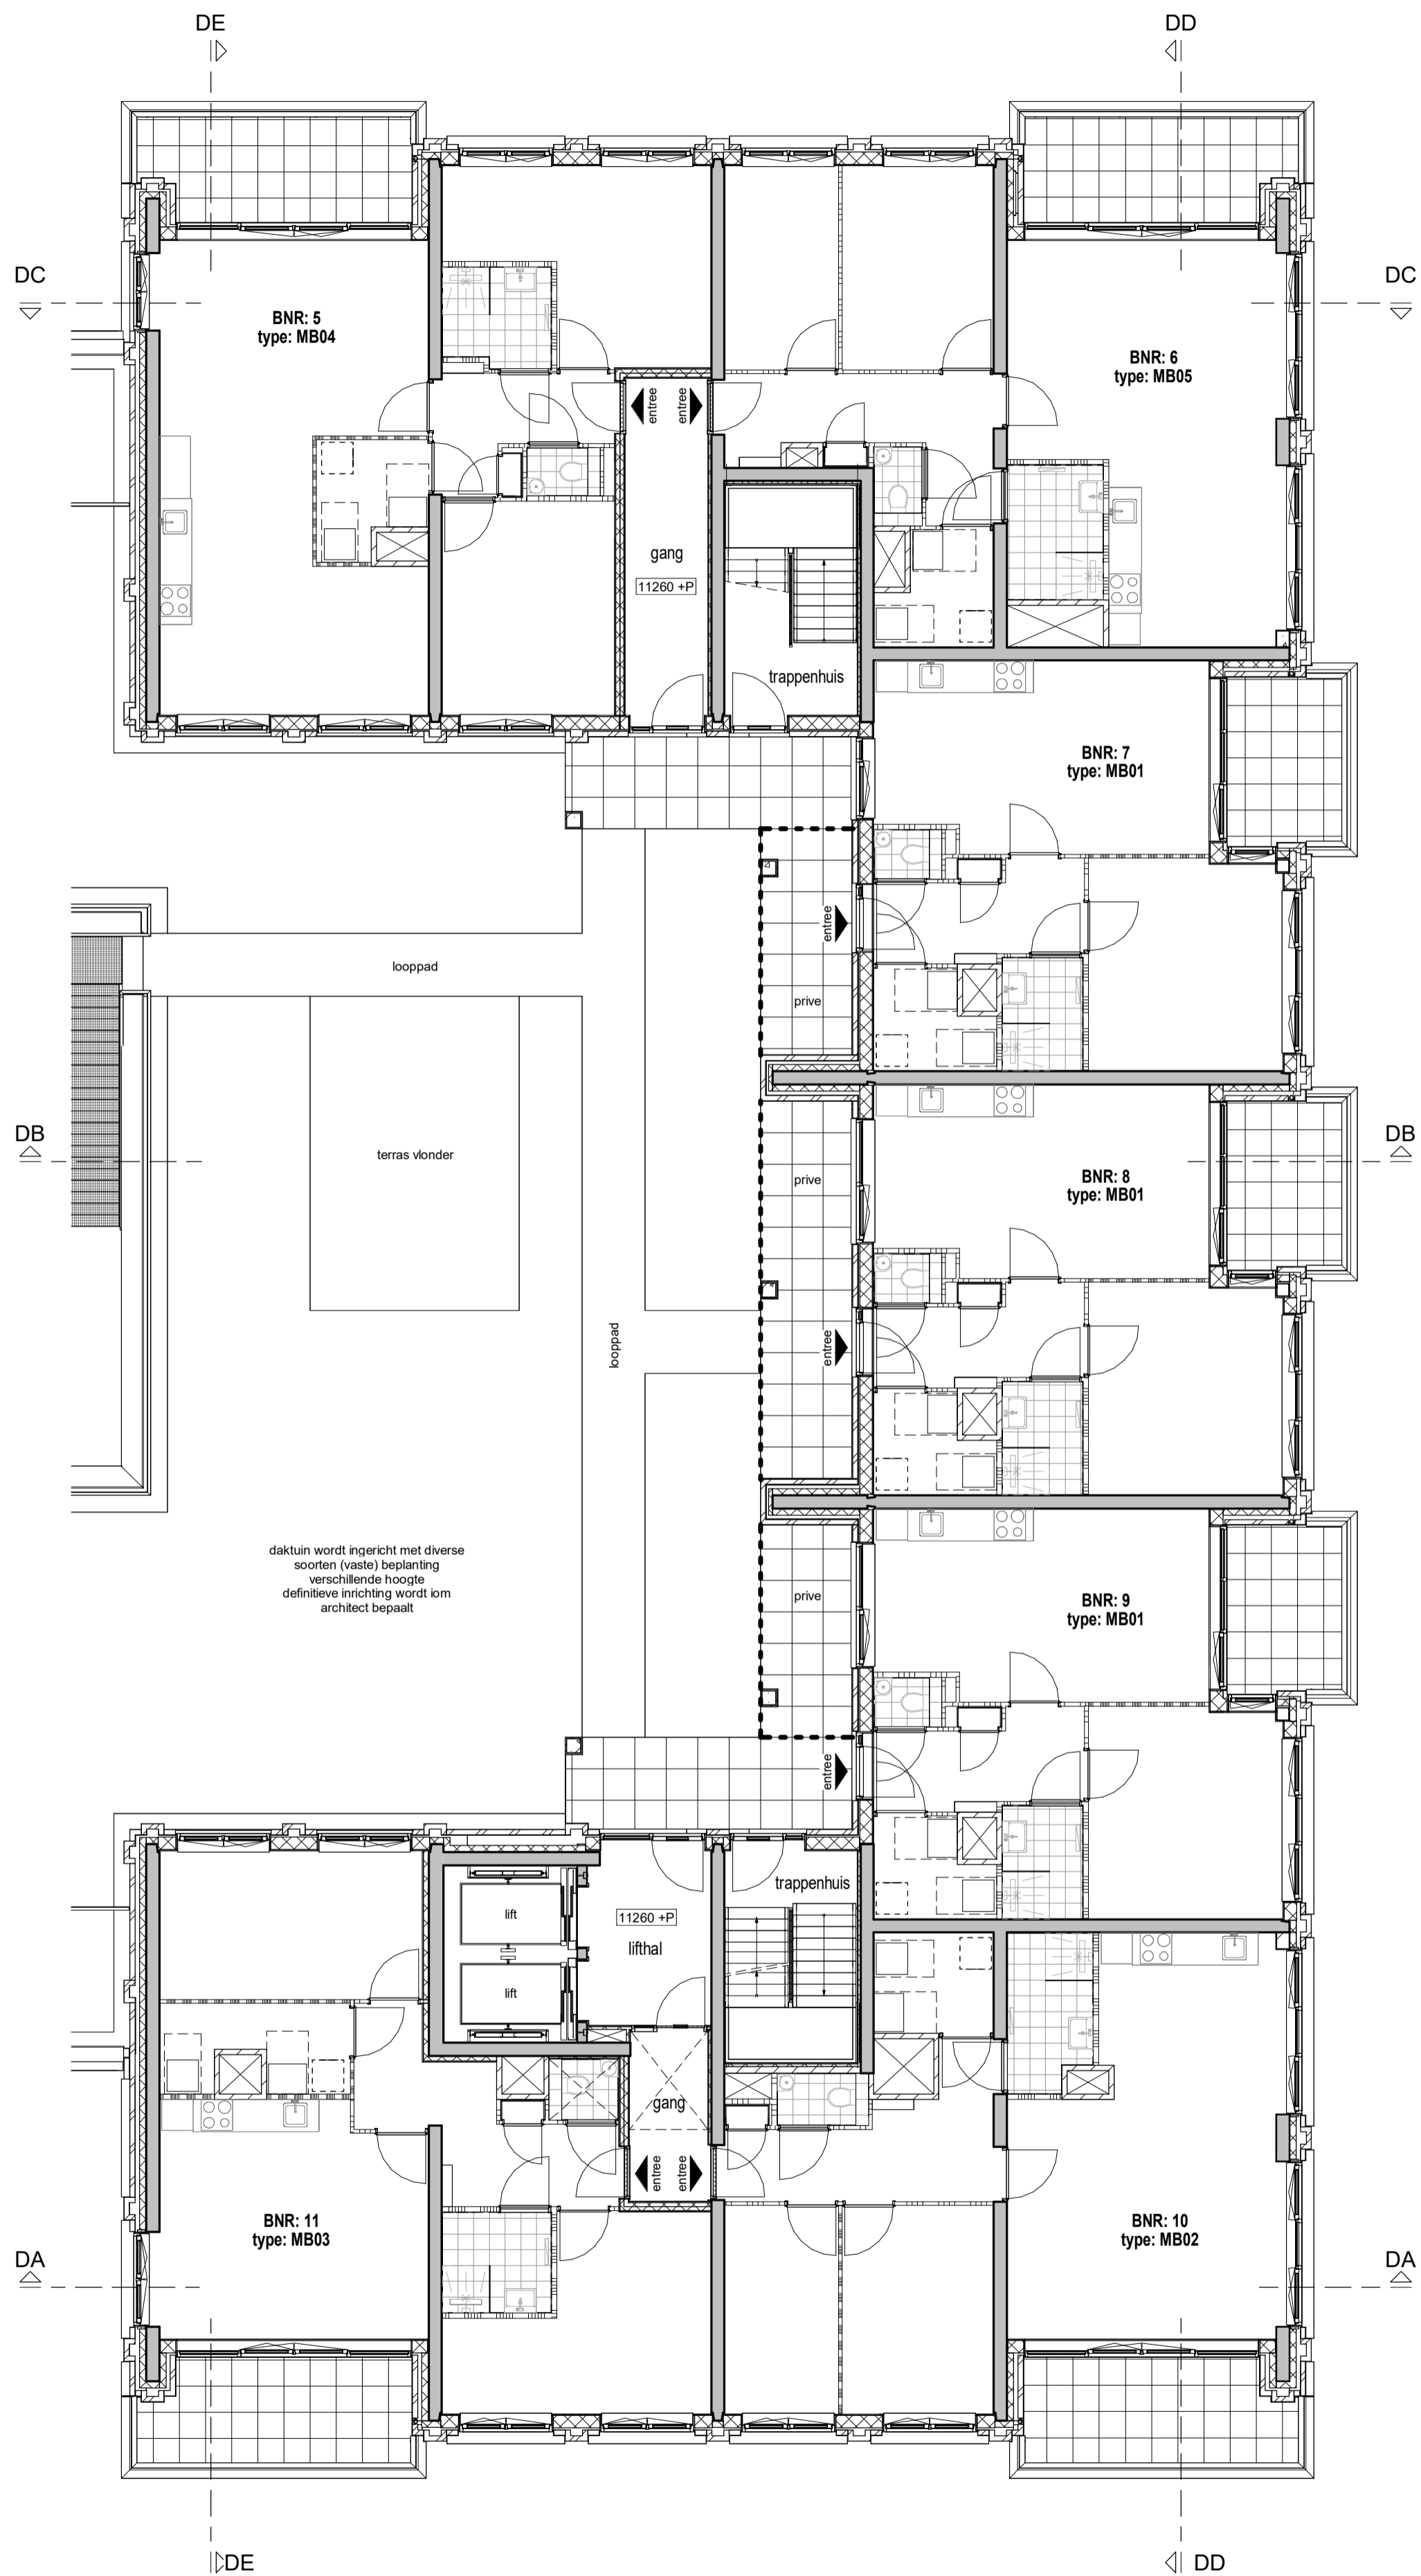 DE
DD
DC
DC
BNR: 5
type: MB04
BNR: 6
type: MB05
entree
entree
gang
11260 +P
trappenhuis
BNR: 7
type: MB01
entree
looppad
prive
DB
DB
terras vlonder
prive
BNR: 8
type: MB01
looppad
entree
daktuin wordt ingericht met diverse
soorten (vaste) beplanting
verschillende hoogte
definitieve inrichting wordt iom
architect bepaalt
prive
BNR: 9
type: MB01
entree
trappenhuis
lift
11260 +P
lifthal
lift
gang
entree
entree
BNR: 11
type: MB03
BNR: 10
type: MB02
DA
DA
DE
DD